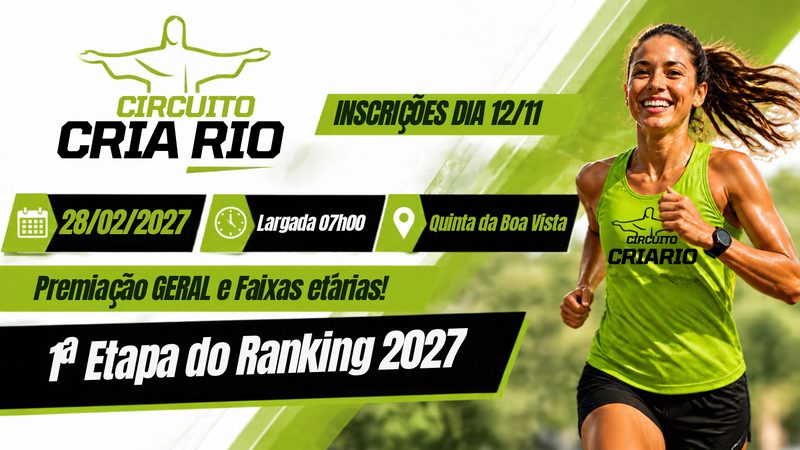 CIRCUITO
CRIA RIO
INSCRIÇÕES DIA 12/11
28/02/2027
Largada 07h00
Quinta da Boa Vista
Premiação GERAL e Faixas etárias!
1ª Etapa do Ranking 2027
CIRCUITO
CRIARIO